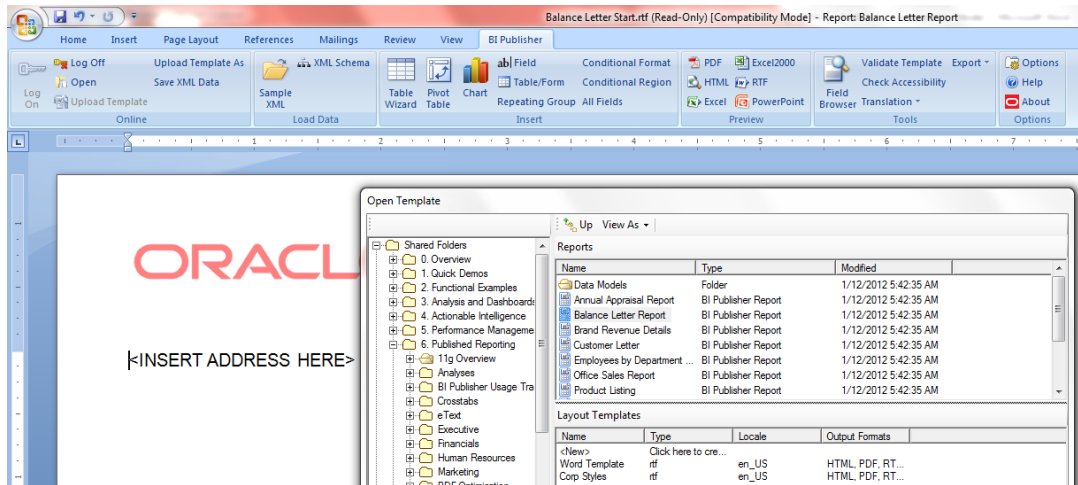 Balance Letter Start.rtf (Read-Only) [Compatibility Mode] - Report: Balance Letter Report
Home Insert Page Layout References Mailings Review View BI Publisher
Log On
Log Off
Open
Upload Template
Upload Template As
Save XML Data
Online
Sample XML
XML Schema
Load Data
Table Wizard
Pivot Table
Chart
Field
Table/Form
Repeating Group
Conditional Format
Conditional Region
All Fields
Insert
PDF Excel2000
HTML RTF
Excel PowerPoint
Preview
Field Browser
Validate Template Export
Check Accessibility
Translation
Tools
Options
Help
About
Options
1 2 3 4 5 6 7
ORACL
<INSERT ADDRESS HERE>
Open Template
Up View As
Shared Folders
0. Overview
1. Quick Demos
2. Functional Examples
3. Analysis and Dashboards
4. Actionable Intelligence
5. Performance Manageme
6. Published Reporting
11g Overview
Analyses
BI Publisher Usage Tra
Crosstabs
eText
Executive
Financials
Human Resources
Marketing
Reports
Name Type Modified
Data Models Folder 1/12/2012 5:42:35 AM
Annual Appraisal Report BI Publisher Report 1/12/2012 5:42:35 AM
Balance Letter Report BI Publisher Report 1/12/2012 5:42:35 AM
Brand Revenue Details BI Publisher Report 1/12/2012 5:42:35 AM
Customer Letter BI Publisher Report 1/12/2012 5:42:35 AM
Employees by Department ... BI Publisher Report 1/12/2012 5:42:35 AM
Office Sales Report BI Publisher Report 1/12/2012 5:42:35 AM
Product Listing BI Publisher Report 1/12/2012 5:42:35 AM
Layout Templates
Name Type Locale Output Formats
<New> Click here to cre...
Word Template rtf en_US HTML, PDF, RT...
Corp Styles rtf en_US HTML, PDF, RT...